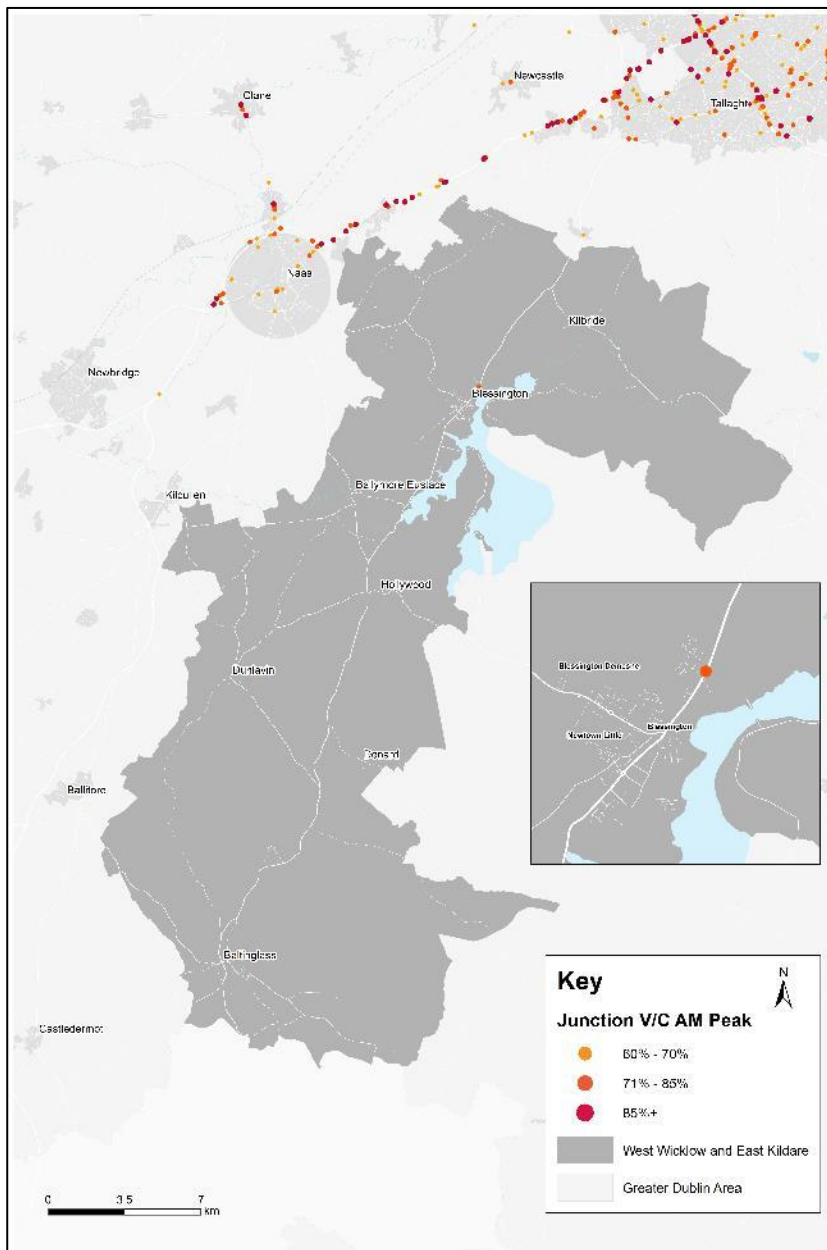 Newcastle
Clane
Tallaght
Naas
Kilbride
Newbridge
Blessington
Ballymore Eustace
Kilcullen
Hollywood
Dunlavin
Blessington Demesne
Blessington
Newtown Little
Donard
Ballitore
Baltinglass
Castledermot
Key
N
Junction V/C AM Peak
60% - 70%
71% - 85%
85%+
West Wicklow and East Kildare
Greater Dublin Area
0 3.5 7
km